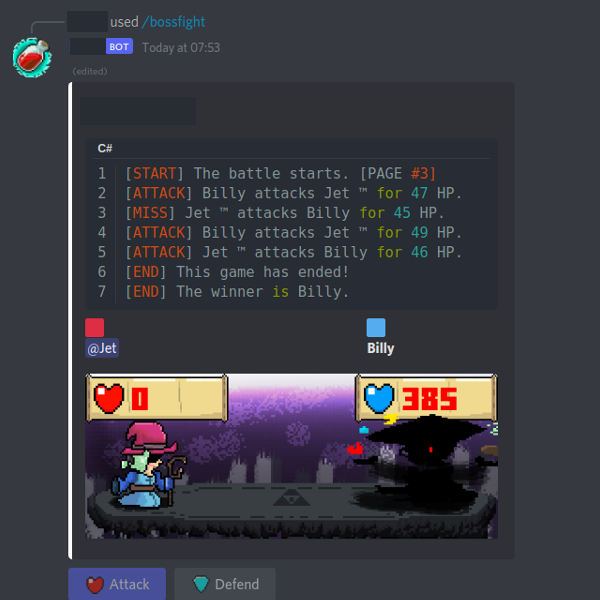 used /bossfight
BOT Today at 07:53
(edited)
C#
1 [START] The battle starts. [PAGE #3]
2 [ATTACK] Billy attacks Jet ™ for 47 HP.
3 [MISS] Jet ™ attacks Billy for 45 HP.
4 [ATTACK] Billy attacks Jet ™ for 49 HP.
5 [ATTACK] Jet ™ attacks Billy for 46 HP.
6 [END] This game has ended!
7 [END] The winner is Billy.
@Jet Billy
0 385
Attack Defend